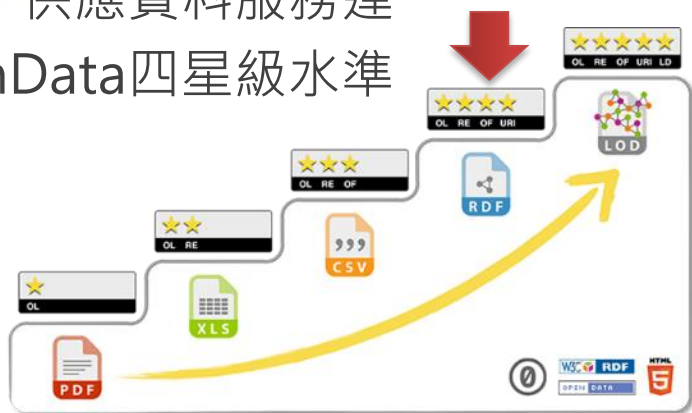 供應資料服務達
nData四星級水準
OL RE OF URI LD
LOD
OL RE OF URI
RDF
OL RE OF
CSV
OL RE
XLS
OL
PDF
W3C RDF
OPEN DATA
HTML
5
0